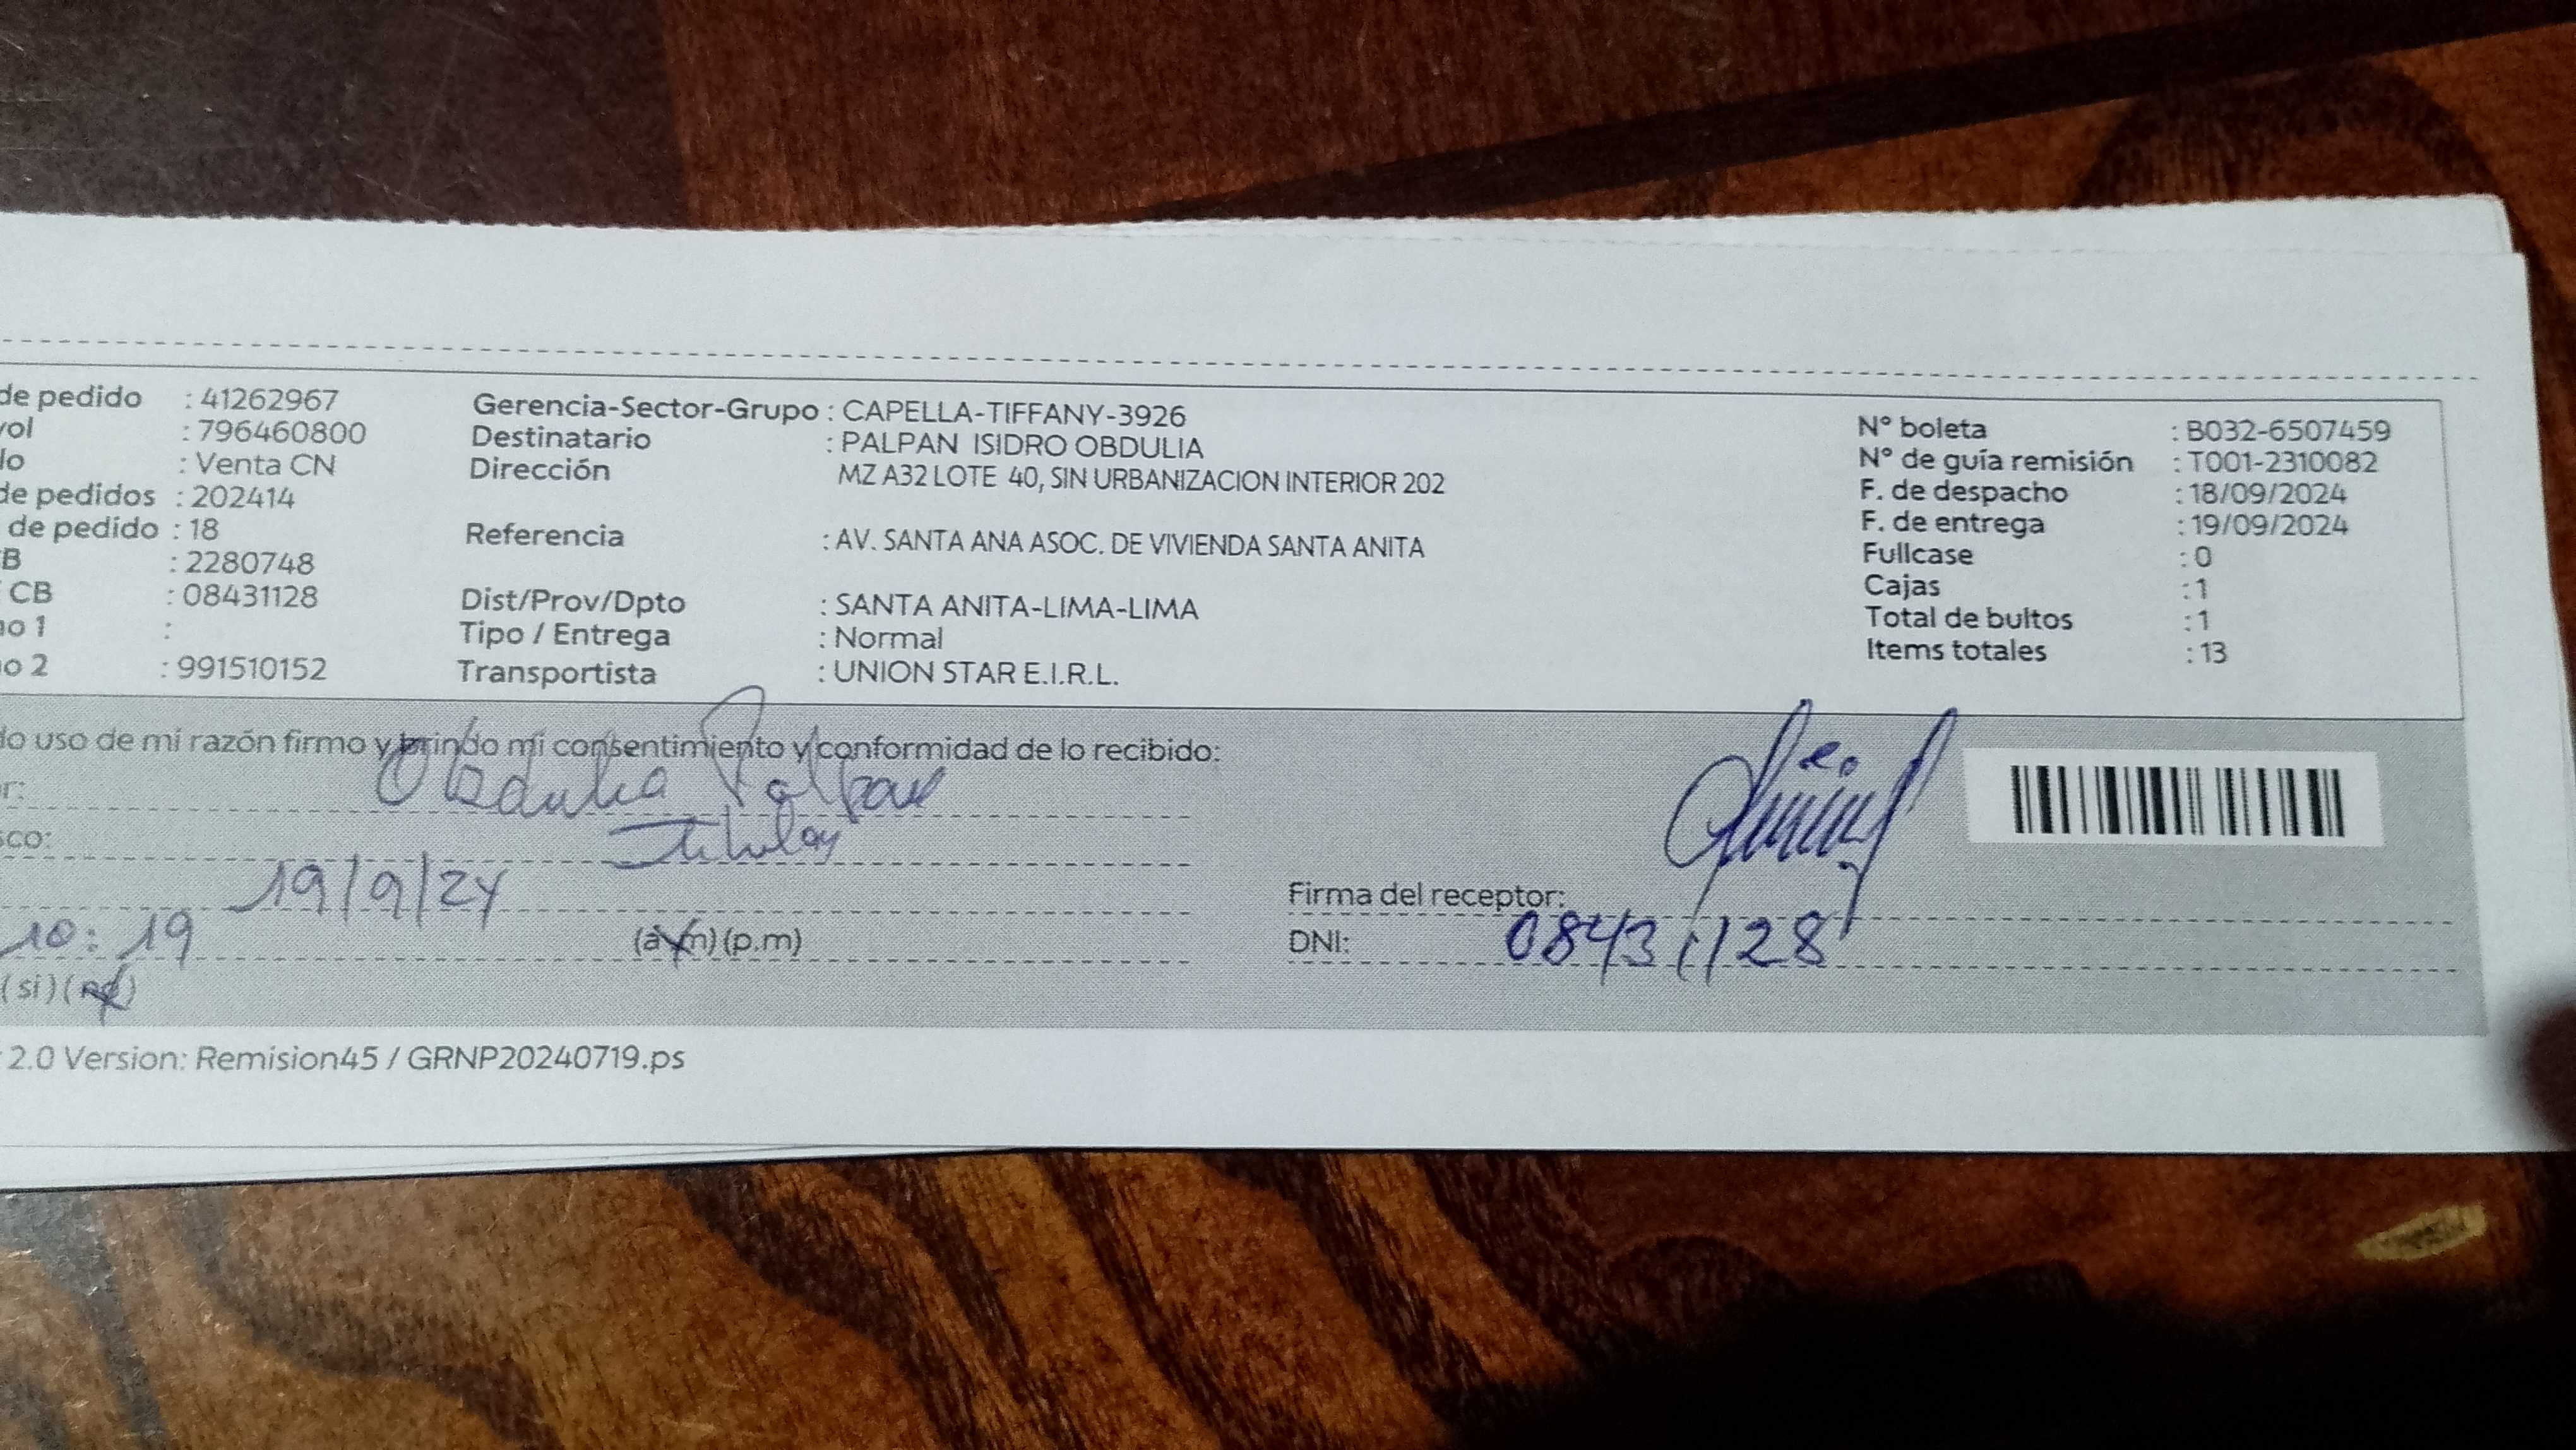 de pedido : 41262967
vol : 796460800
lo : Venta CN
de pedidos : 202414
de pedido : 18
B : 2280748
CB : 08431128
no 1 :
no 2 : 991510152
Gerencia-Sector-Grupo : CAPELLA-TIFFANY-3926
Destinatario : PALPAN ISIDRO OBDULIA
Dirección MZ A32 LOTE 40, SIN URBANIZACION INTERIOR 202
Referencia : AV. SANTA ANA ASOC. DE VIVIENDA SANTA ANITA
Dist/Prov/Dpto : SANTA ANITA-LIMA-LIMA
Tipo / Entrega : Normal
Transportista : UNION STAR E.I.R.L.
N° boleta : B032-6507459
N° de guía remisión : T001-2310082
F. de despacho : 18/09/2024
F. de entrega : 19/09/2024
Fullcase : 0
Cajas : 1
Total de bultos : 1
Items totales : 13
do uso de mi razón firmo y brindo mi consentimiento y conformidad de lo recibido:
r: Obdulia Palpan
sco: Titular
19/9/24
10:19 (a.m) (p.m)
(si) (no)
Firma del receptor:
DNI: 08431128
2.0 Version: Remision45 / GRNP20240719.ps